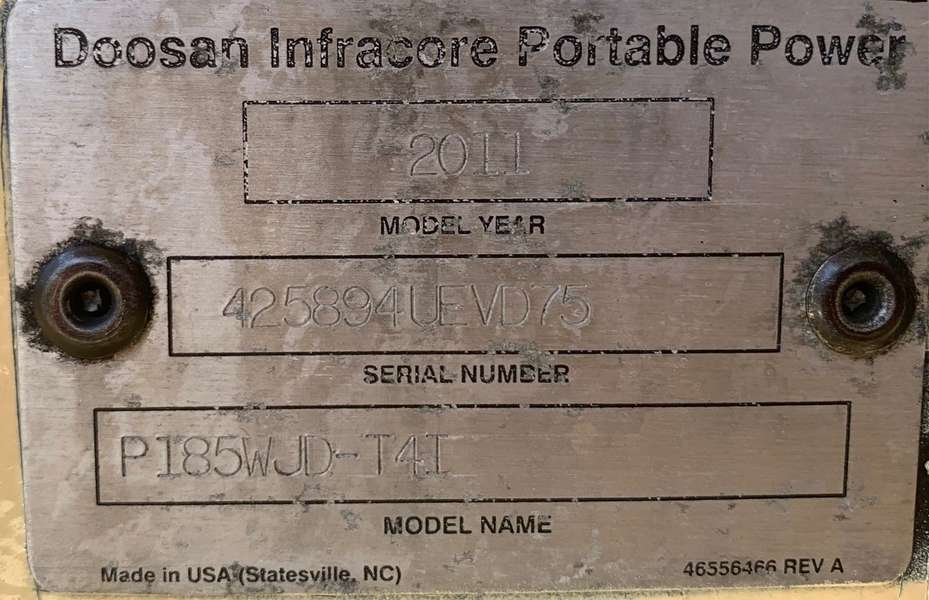 Doosan Infracore Portable Power
2011
MODEL YEAR
425894UEVD75
SERIAL NUMBER
P185WJD-T4I
MODEL NAME
Made in USA (Statesville, NC)
46556466 REV A